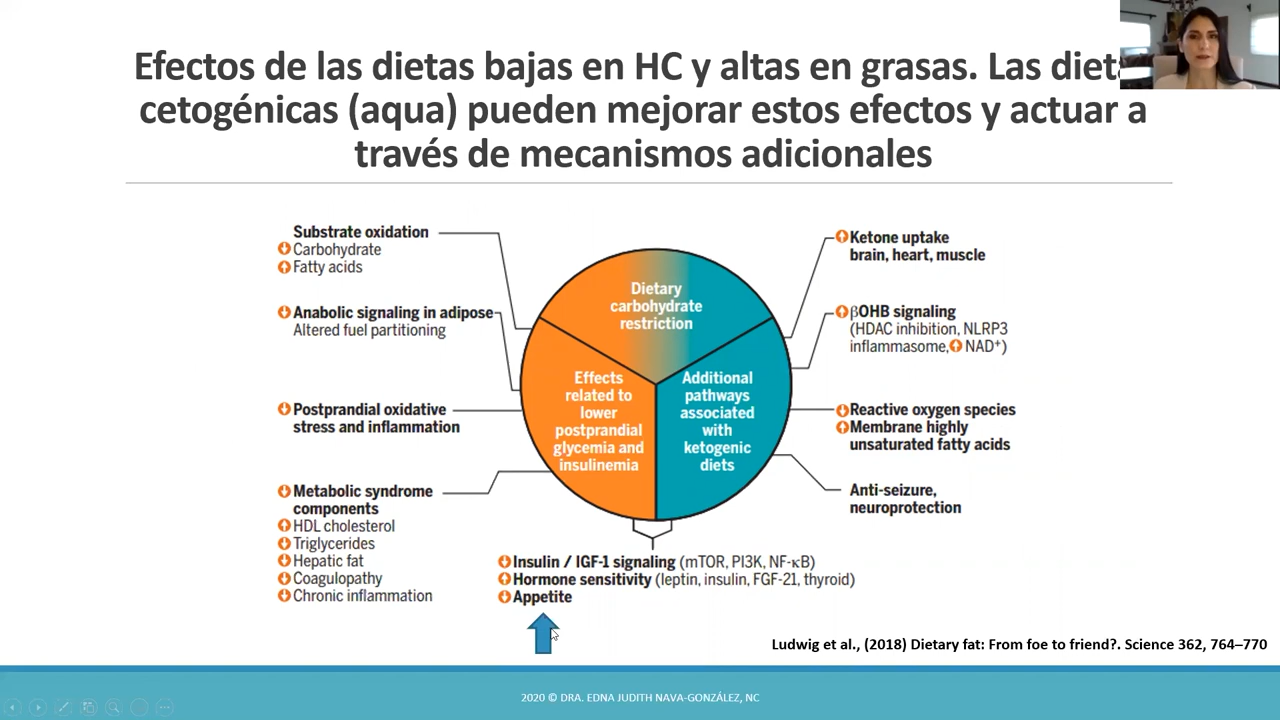 Efectos de las dietas bajas en HC y altas en grasas. Las
cetogénicas (aqua) pueden mejorar estos efectos y actuar a
través de mecanismos adicionales
Substrate oxidation
Carbohydrate
Fatty acids
Anabolic signaling in adipose
Altered fuel partitioning
Postprandial oxidative
stress and inflammation
Metabolic syndrome
components
HDL cholesterol
Triglycerides
Hepatic fat
Coagulopathy
Chronic inflammation
Dietary
carbohydrate
restriction
Effects
related to
lower
postprandial
glycemia and
insulinemia
Additional
pathways
associated
with
ketogenic
diets
Ketone uptake
brain, heart, muscle
βOHB signaling
(HDAC inhibition, NLRP3
inflammasome, NAD⁺)
Reactive oxygen species
Membrane highly
unsaturated fatty acids
Anti-seizure,
neuroprotection
Insulin / IGF-1 signaling (mTOR, PI3K, NF-κB)
Hormone sensitivity (leptin, insulin, FGF-21, thyroid)
Appetite
Ludwig et al., (2018) Dietary fat: From foe to friend?. Science 362, 764–770
2020 © DRA. EDNA JUDITH NAVA-GONZÁLEZ, NC